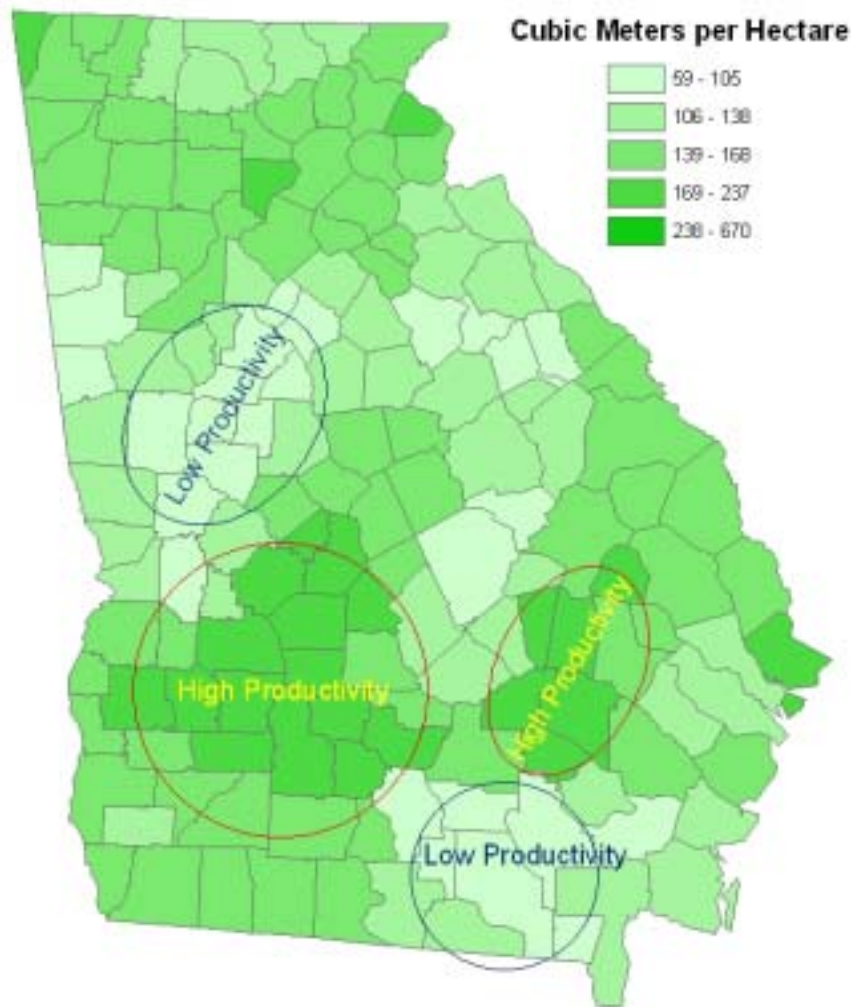 Cubic Meters per Hectare
59 - 105
106 - 138
139 - 168
169 - 237
238 - 670
Low Productivity
High Productivity
High Productivity
Low Productivity